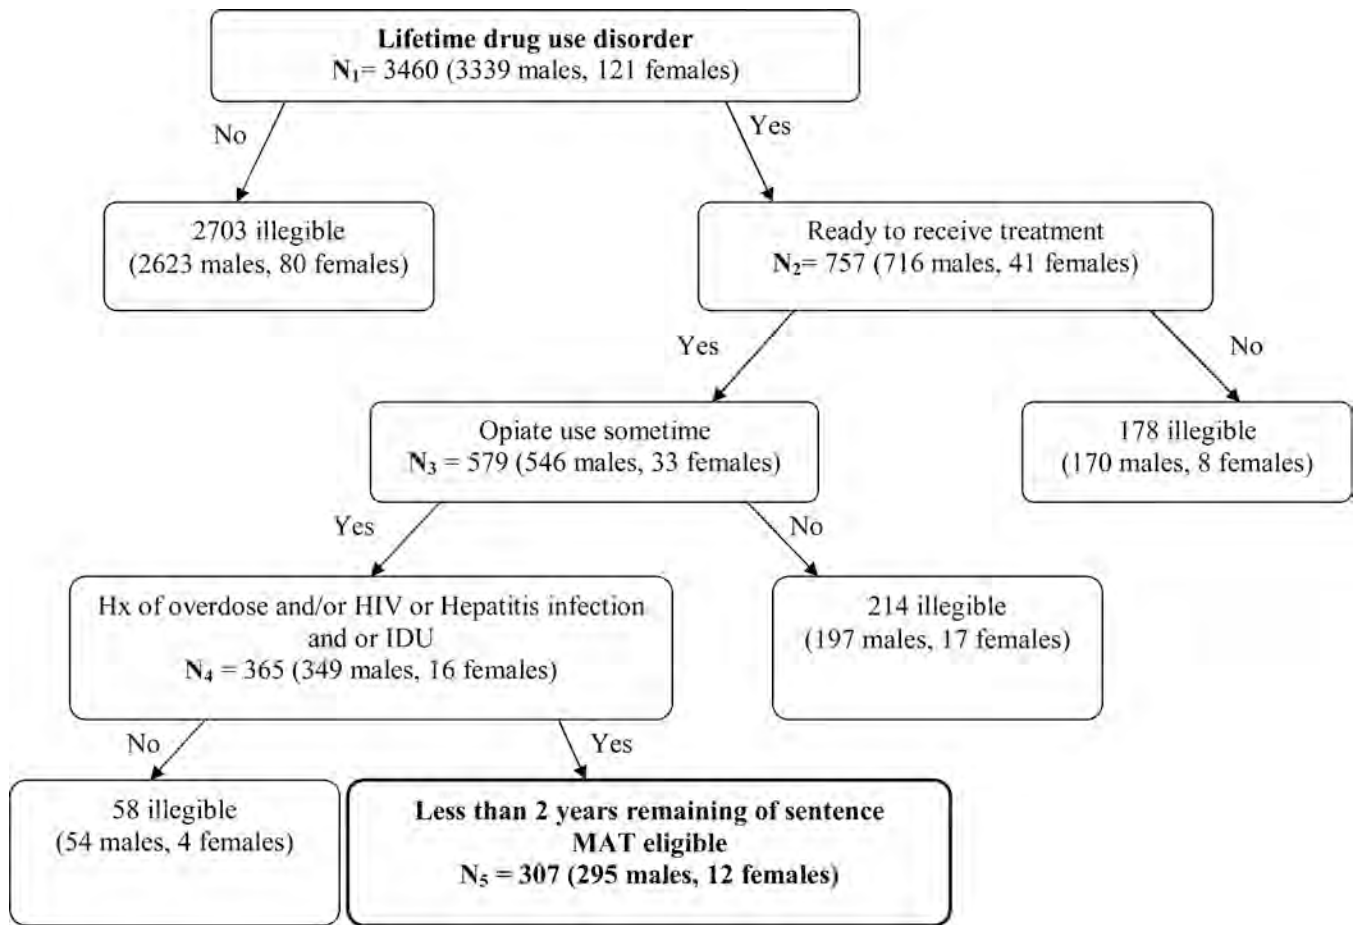 Lifetime drug use disorder
N₁= 3460 (3339 males, 121 females)
No
Yes
2703 illegible
(2623 males, 80 females)
Ready to receive treatment
N₂= 757 (716 males, 41 females)
Yes
No
Opiate use sometime
N₃ = 579 (546 males, 33 females)
178 illegible
(170 males, 8 females)
Yes
No
Hx of overdose and/or HIV or Hepatitis infection
and or IDU
N₄ = 365 (349 males, 16 females)
214 illegible
(197 males, 17 females)
No
Yes
58 illegible
(54 males, 4 females)
Less than 2 years remaining of sentence
MAT eligible
N₅ = 307 (295 males, 12 females)